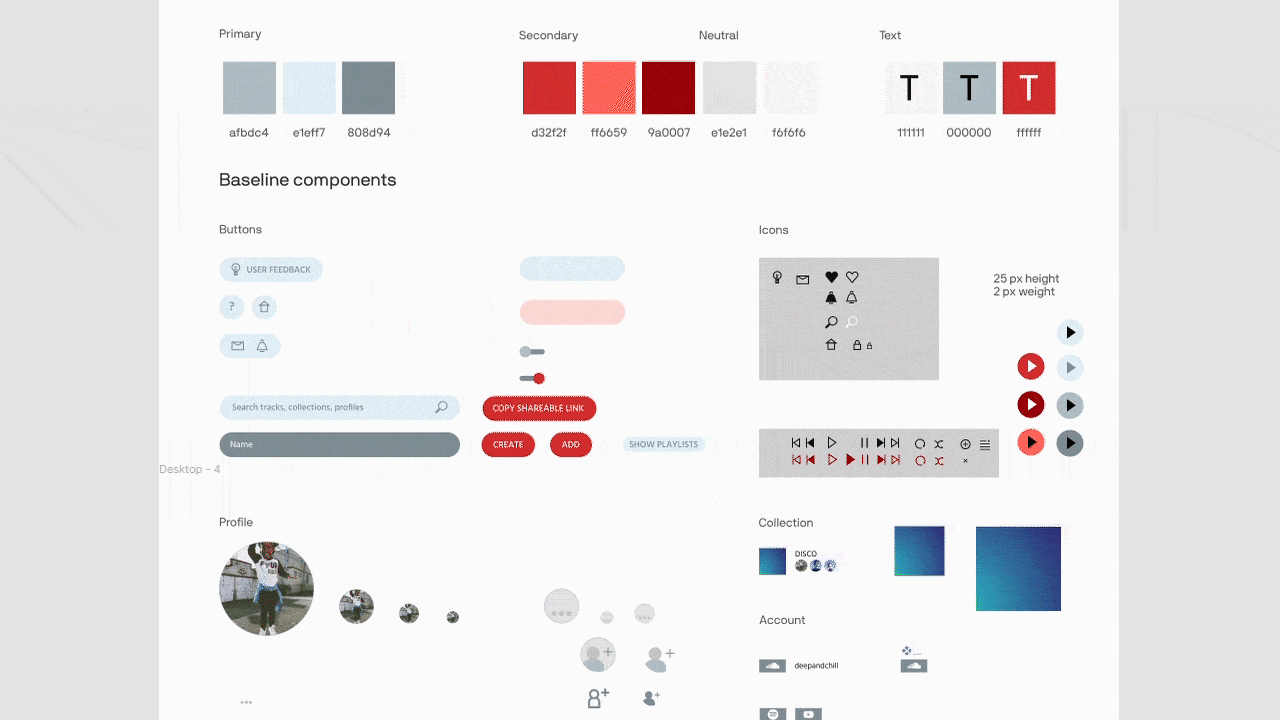 Primary
Secondary
Neutral
Text
T
T
T
afbdc4
e1eff7
808d94
d32f2f
ff6659
9a0007
e1e2e1
f6f6f6
111111
000000
ffffff
Baseline components
Buttons
Icons
USER FEEDBACK
25 px height
2 px weight
?
Search tracks, collections, profiles
COPY SHAREABLE LINK
Name
CREATE
ADD
SHOW PLAYLISTS
Desktop - 4
Profile
Collection
DISCO
Account
deepandchill